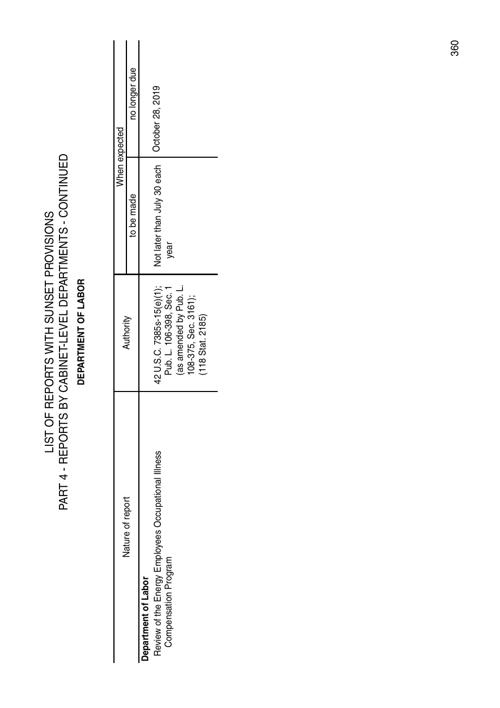 LIST OF REPORTS WITH SUNSET PROVISIONS
PART 4 - REPORTS BY CABINET-LEVEL DEPARTMENTS - CONTINUED
DEPARTMENT OF LABOR
Nature of report
Authority
When expected
to be made
no longer due
Department of Labor
Review of the Energy Employees Occupational Illness
Compensation Program
42 U.S.C. 7385s-15(e)(1);
Pub. L. 106-398, Sec. 1
(as amended by Pub. L.
108-375, Sec. 3161);
(118 Stat. 2185)
Not later than July 30 each
year
October 28, 2019
360